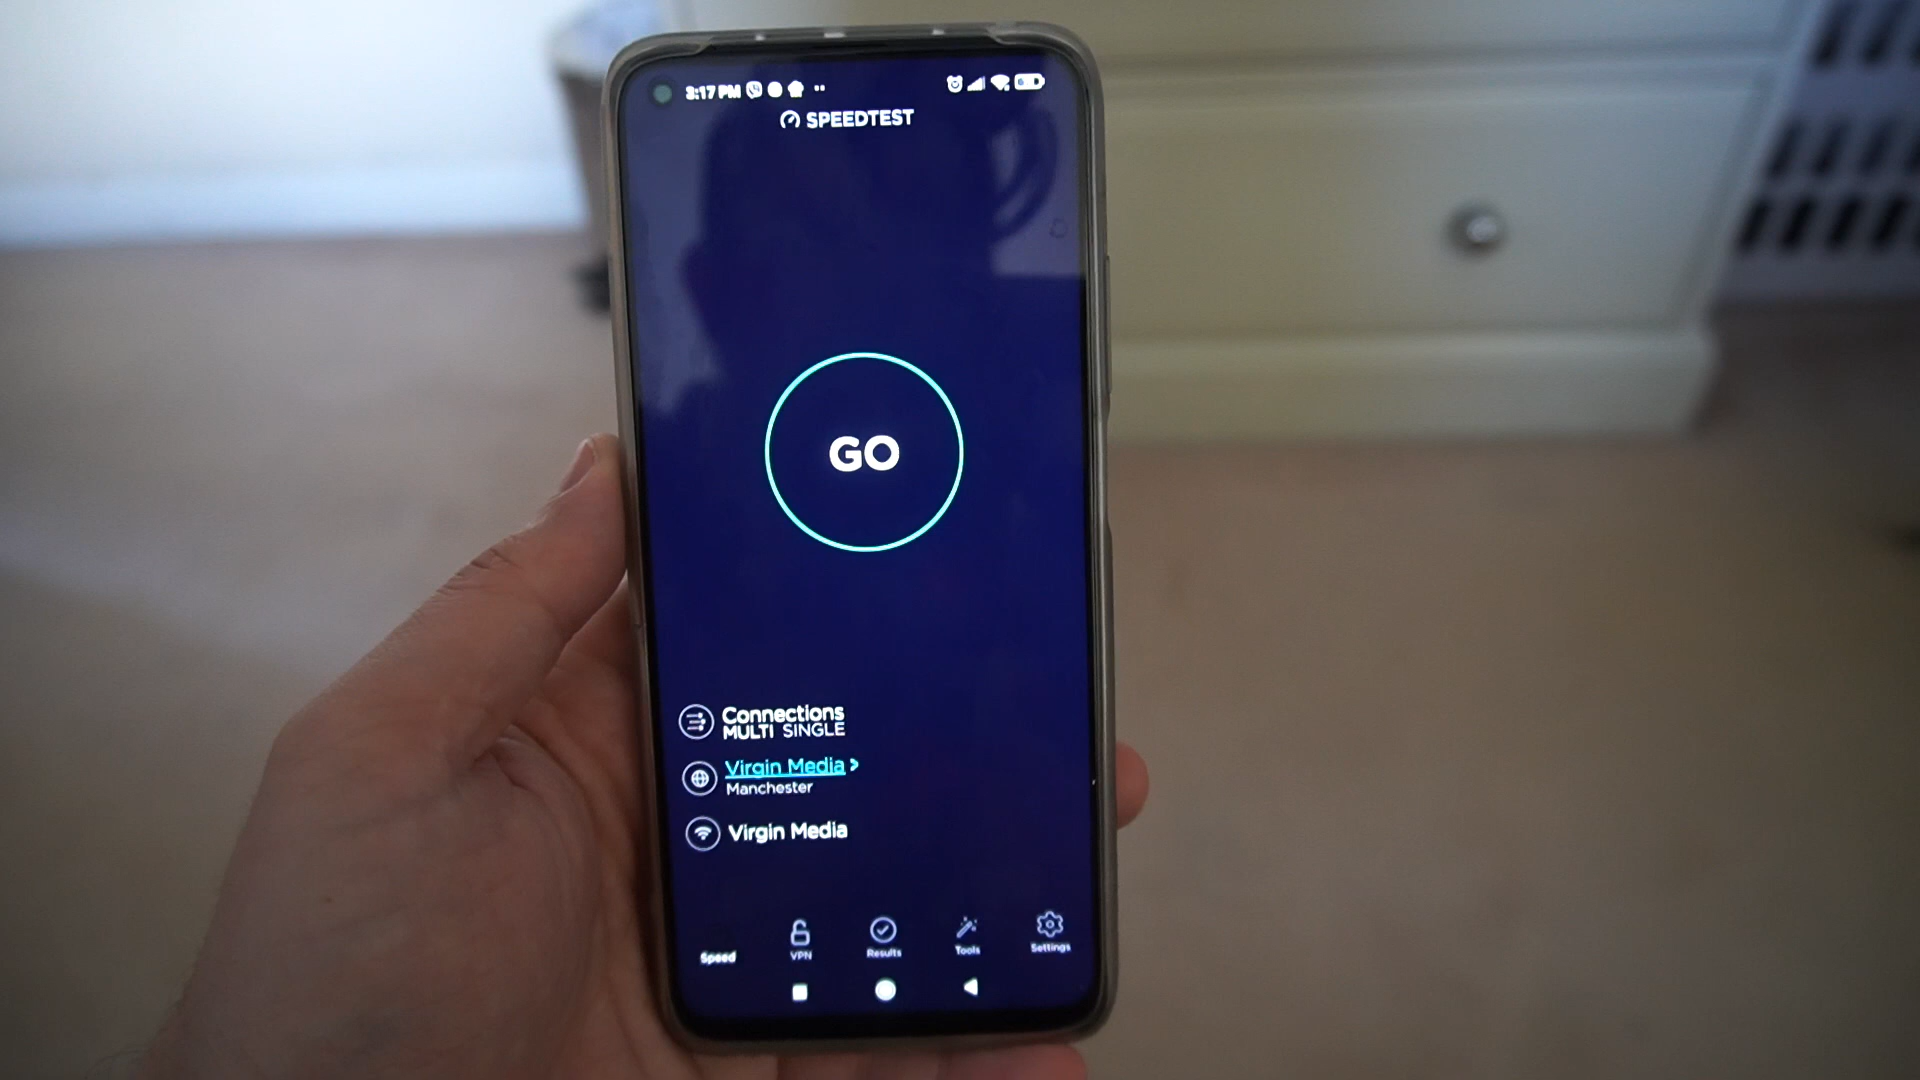 3:17 PM
SPEEDTEST
GO
Connections
MULTI SINGLE
Virgin Media >
Manchester
Virgin Media
Speed
VPN
Results
Tools
Settings